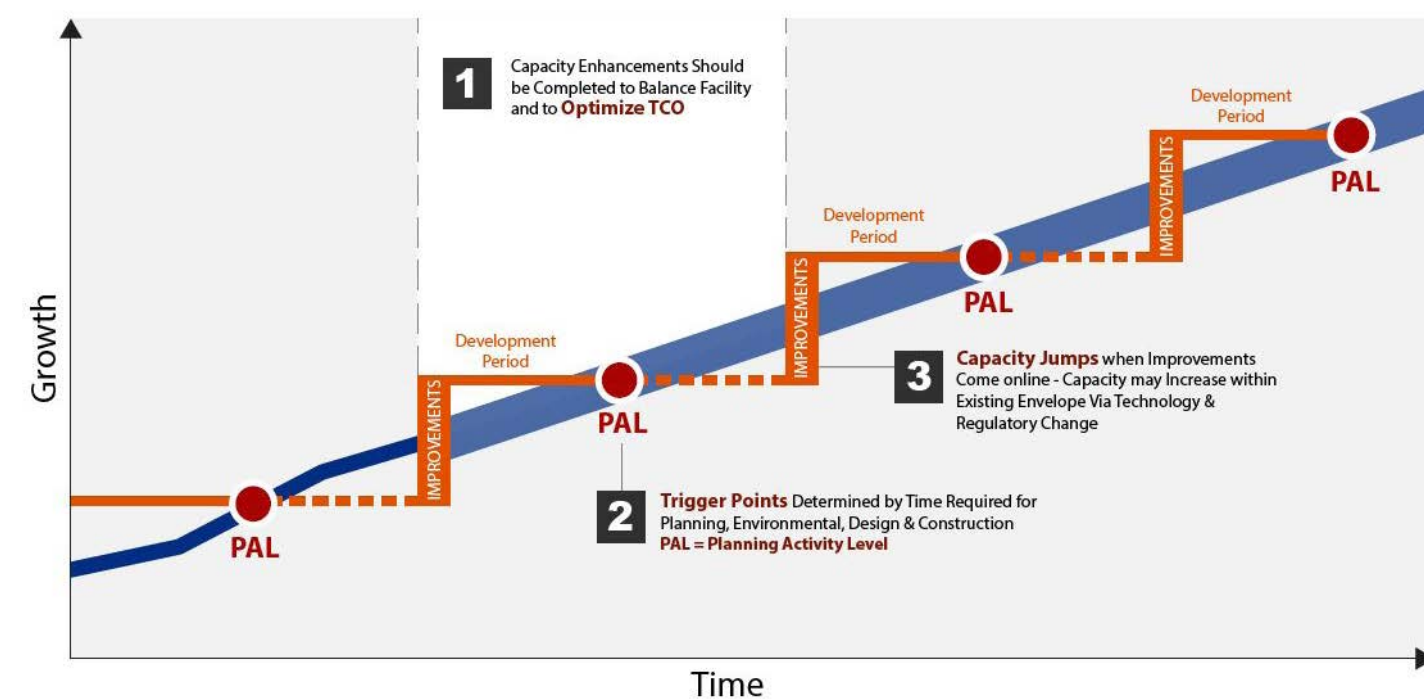 1
Capacity Enhancements Should
be Completed to Balance Facility
and to Optimize TCO
Development
Period
IMPROVEMENTS
PAL
Development
Period
IMPROVEMENTS
PAL
3
Capacity Jumps when Improvements
Come online - Capacity may Increase within
Existing Envelope Via Technology &
Regulatory Change
Development
Period
IMPROVEMENTS
PAL
2
Trigger Points Determined by Time Required for
Planning, Environmental, Design & Construction
PAL = Planning Activity Level
IMPROVEMENTS
PAL
Growth
Time